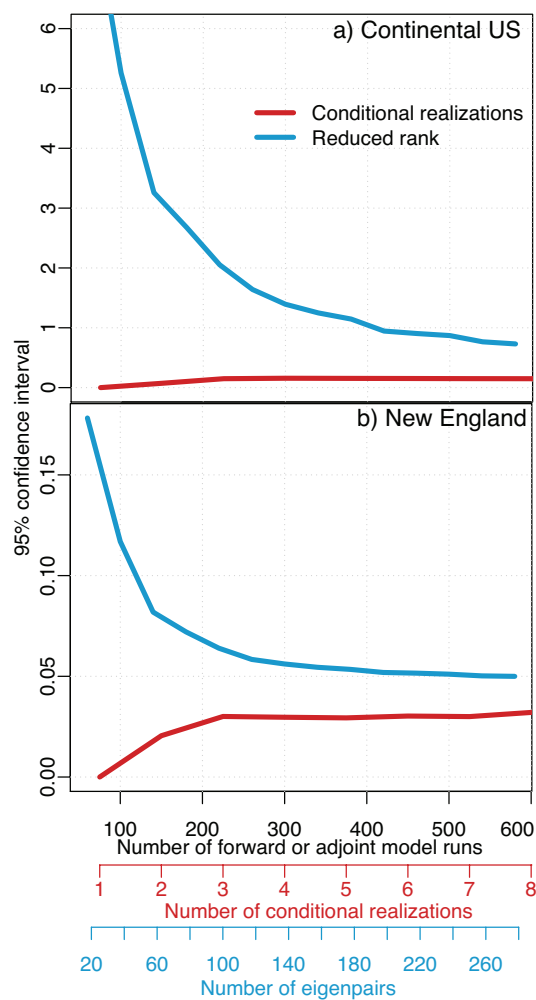 a) Continental US
Conditional realizations
Reduced rank
6
5
4
3
2
1
0
95% confidence interval
b) New England
0.15
0.10
0.05
0.00
100 200 300 400 500 600
Number of forward or adjoint model runs
1 2 3 4 5 6 7 8
Number of conditional realizations
20 60 100 140 180 220 260
Number of eigenpairs